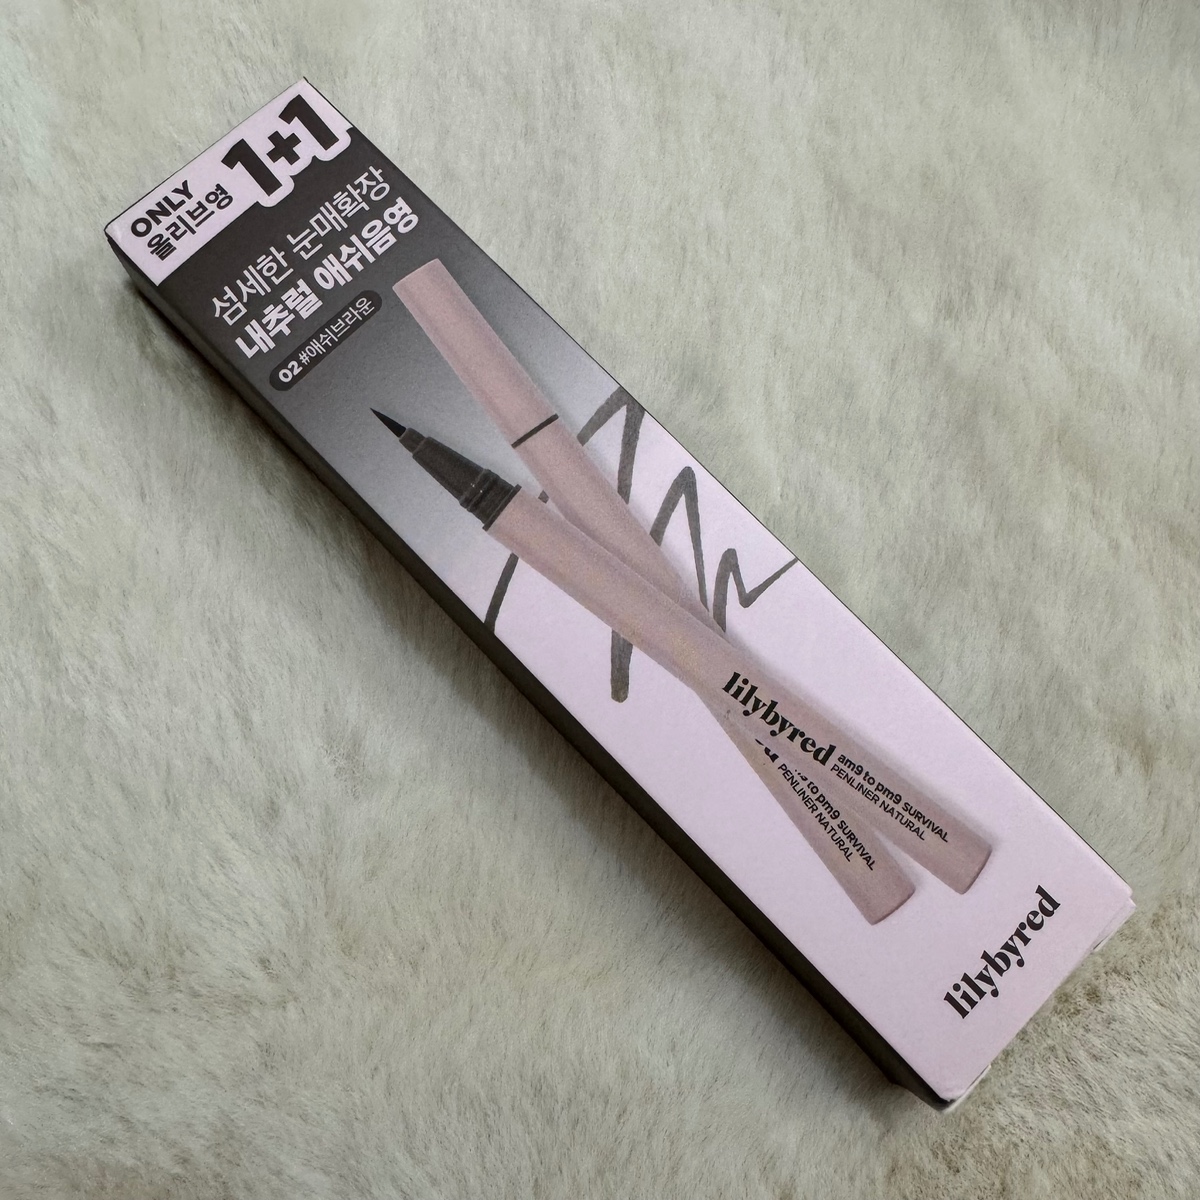 ONLY
올리브영
1+1
섬세한 눈매확장
내추럴 애쉬음영
02 #애쉬브라운
lilybyred
am9 to pm9 SURVIVAL
PENLINER NATURAL
to pm9 SURVIVAL
PENLINER NATURAL
lilybyred